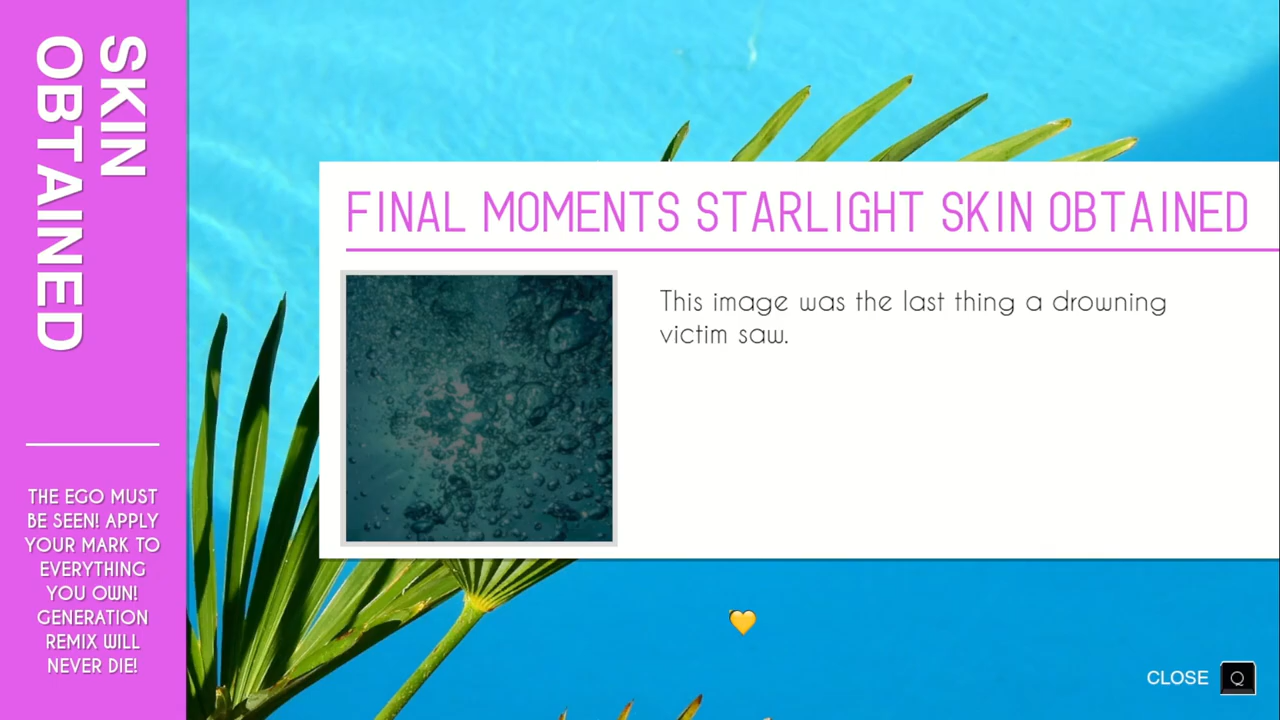 SKIN
OBTAINED
THE EGO MUST
BE SEEN! APPLY
YOUR MARK TO
EVERYTHING
YOU OWN!
GENERATION
REMIX WILL
NEVER DIE!
FINAL MOMENTS STARLIGHT SKIN OBTAINED
This image was the last thing a drowning
victim saw.
CLOSE Q